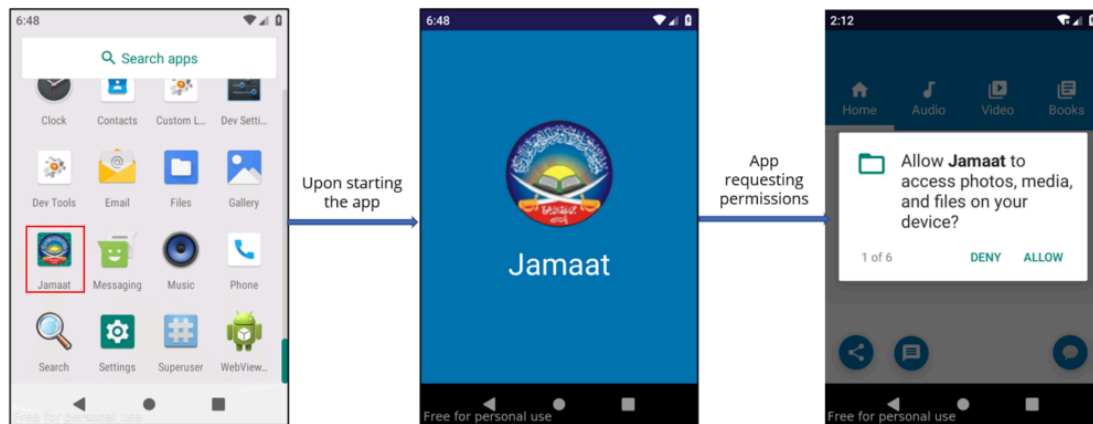 6:48
Search apps
Clock
Contacts
Custom L...
Dev Setti...
Dev Tools
Email
Files
Gallery
Jamaat
Messaging
Music
Phone
Search
Settings
Superuser
WebView...
Free for personal use
Upon starting
the app
6:48
Jamaat
Free for personal use
App
requesting
permissions
2:12
Home
Audio
Video
Books
Allow Jamaat to
access photos, media,
and files on your
device?
1 of 6
DENY
ALLOW
Free for personal use